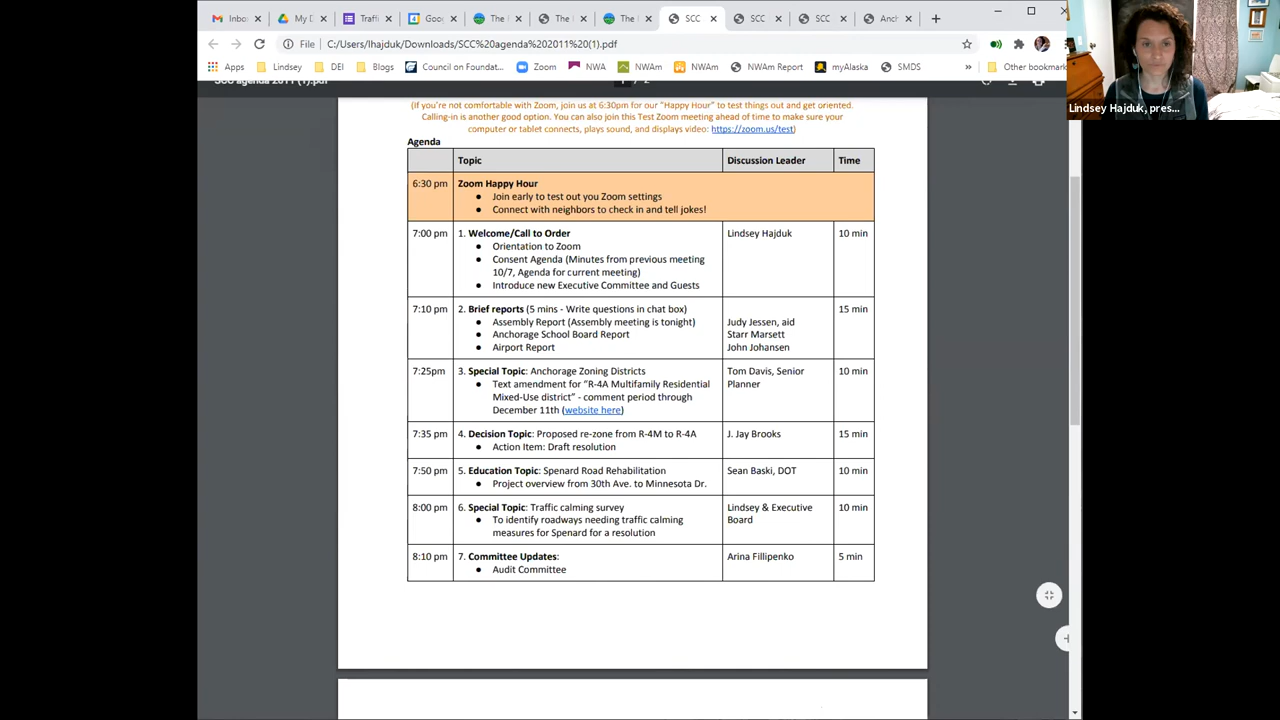 Inbo
My D
Traffi
Goo
The
The
The
SCC
SCC
SCC
Anch
File C:/Users/lhajduk/Downloads/SCC%20agenda%202011%20(1).pdf
Apps Lindsey DEI Blogs Council on Foundat... Zoom NWA NWAm NWAm NWAm Report myAlaska SMDS » Other bookmark
Lindsey Hajduk, pres...
(If you're not comfortable with Zoom, join us at 6:30pm for our "Happy Hour" to test things out and get oriented.
Calling-in is another good option. You can also join this Test Zoom meeting ahead of time to make sure your
computer or tablet connects, plays sound, and displays video: https://zoom.us/test)
Agenda
Topic Discussion Leader Time
6:30 pm Zoom Happy Hour
● Join early to test out you Zoom settings
● Connect with neighbors to check in and tell jokes!
7:00 pm 1. Welcome/Call to Order Lindsey Hajduk 10 min
● Orientation to Zoom
● Consent Agenda (Minutes from previous meeting
10/7, Agenda for current meeting)
● Introduce new Executive Committee and Guests
7:10 pm 2. Brief reports (5 mins - Write questions in chat box) 15 min
● Assembly Report (Assembly meeting is tonight) Judy Jessen, aid
● Anchorage School Board Report Starr Marsett
● Airport Report John Johansen
7:25pm 3. Special Topic: Anchorage Zoning Districts Tom Davis, Senior 10 min
● Text amendment for "R-4A Multifamily Residential Planner
Mixed-Use district" - comment period through
December 11th (website here)
7:35 pm 4. Decision Topic: Proposed re-zone from R-4M to R-4A J. Jay Brooks 15 min
● Action Item: Draft resolution
7:50 pm 5. Education Topic: Spenard Road Rehabilitation Sean Baski, DOT 10 min
● Project overview from 30th Ave. to Minnesota Dr.
8:00 pm 6. Special Topic: Traffic calming survey Lindsey & Executive 10 min
● To identify roadways needing traffic calming Board
measures for Spenard for a resolution
8:10 pm 7. Committee Updates: Arina Fillipenko 5 min
● Audit Committee